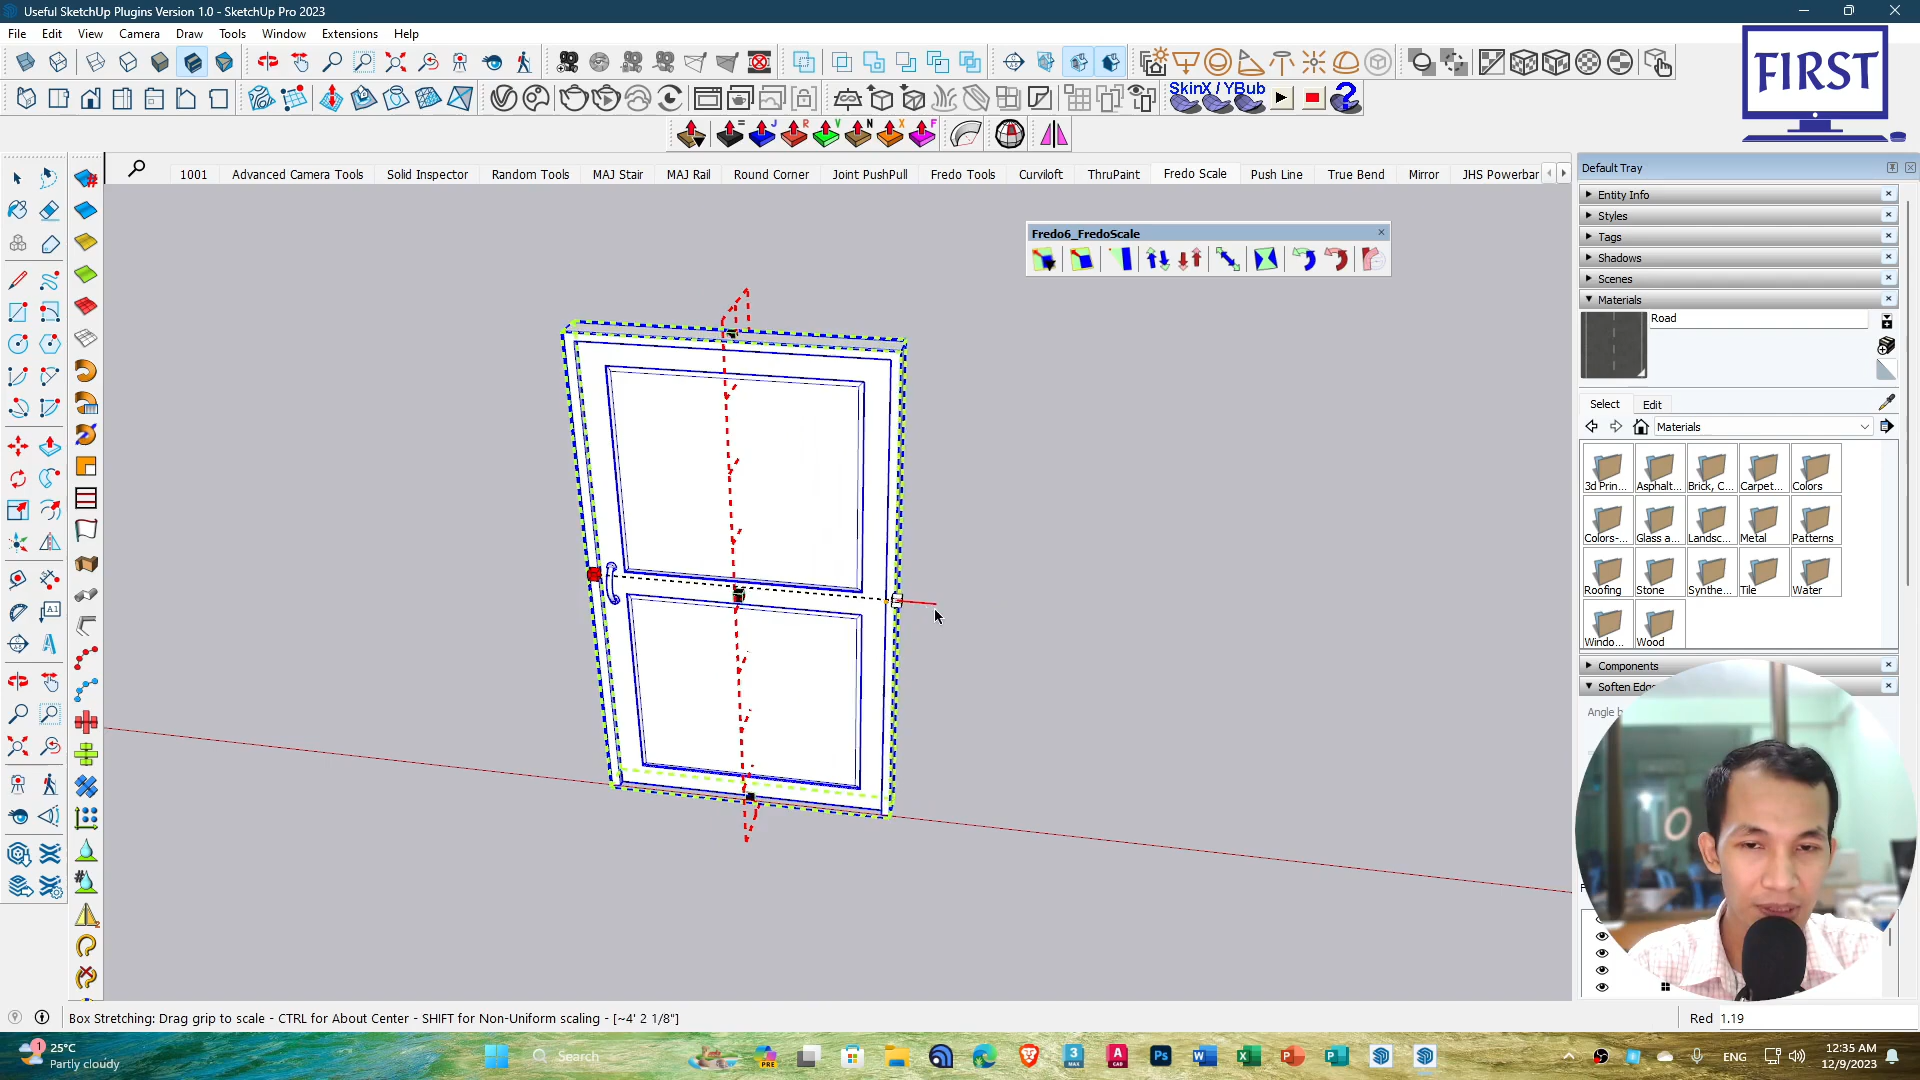 Useful SketchUp Plugins Version 1.0 - SketchUp Pro 2023
File Edit View Camera Draw Tools Window Extensions Help
FIRST
SkinX / YBub
= J R V N X F
1001 Advanced Camera Tools Solid Inspector Random Tools MAJ Stair MAJ Rail Round Corner Joint PushPull Fredo Tools Curviloft ThruPaint Fredo Scale Push Line True Bend Mirror JHS Powerbar
Default Tray
Entity Info
Styles
Tags
Shadows
Scenes
Materials
Road
Select Edit
Materials
3d Prin... Asphalt... Brick, C... Carpet... Colors
Colors-... Glass a... Landsc... Metal Patterns
Roofing Stone Synthe... Tile Water
Windo... Wood
Components
Soften Edg
Angle b
Fredo6_FredoScale
Box Stretching: Drag grip to scale - CTRL for About Center - SHIFT for Non-Uniform scaling - [~4' 2 1/8"]
Red 1.19
25°C
Partly cloudy
Search
ENG
12:35 AM
12/9/2023